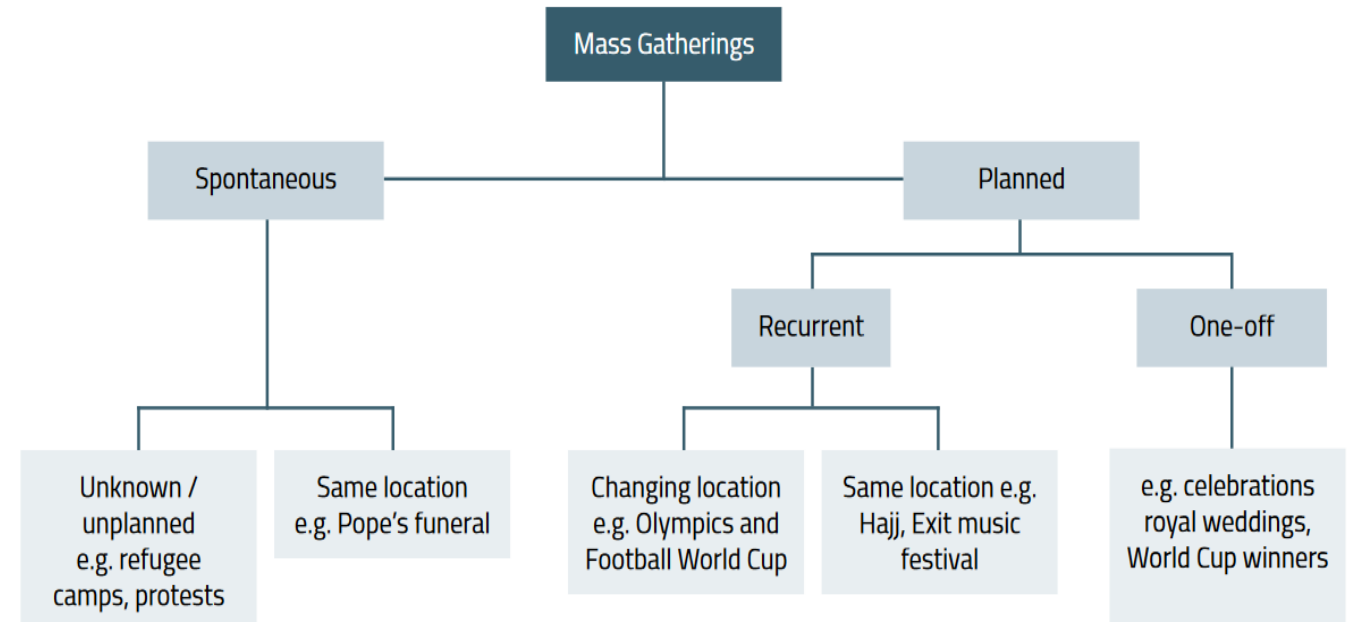 Mass Gatherings
Spontaneous
Planned
Recurrent
One-off
Unknown /
unplanned
e.g. refugee
camps, protests
Same location
e.g. Pope's funeral
Changing location
e.g. Olympics and
Football World Cup
Same location e.g.
Hajj, Exit music
festival
e.g. celebrations
royal weddings,
World Cup winners